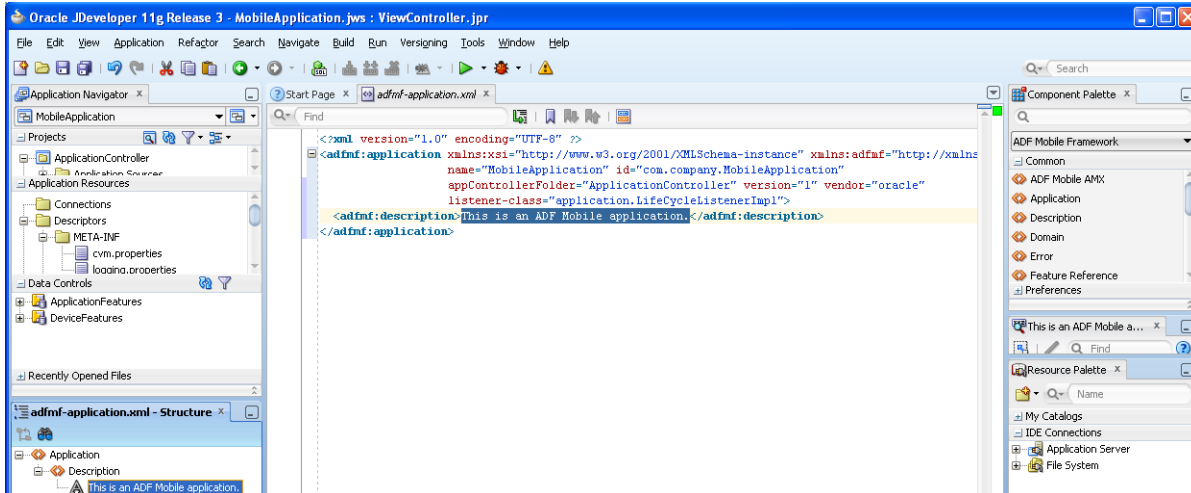 Oracle JDeveloper 11g Release 3 - MobileApplication.jws : ViewController.jpr
File Edit View Application Refactor Search Navigate Build Run Versioning Tools Window Help
Search
Application Navigator
MobileApplication
Projects
ApplicationController
Application Sources
Application Resources
Connections
Descriptors
META-INF
cvm.properties
logging.properties
Data Controls
ApplicationFeatures
DeviceFeatures
Recently Opened Files
adfmf-application.xml - Structure
Application
Description
This is an ADF Mobile application.
Start Page adfmf-application.xml
Find
<?xml version="1.0" encoding="UTF-8" ?>
<adfmf:application xmlns:xsi="http://www.w3.org/2001/XMLSchema-instance" xmlns:adfmf="http://xmlns
name="MobileApplication" id="com.company.MobileApplication"
appControllerFolder="ApplicationController" version="1" vendor="oracle"
listener-class="application.LifeCycleListenerImpl">
<adfmf:description>This is an ADF Mobile application.</adfmf:description>
</adfmf:application>
Component Palette
ADF Mobile Framework
Common
ADF Mobile AMX
Application
Description
Domain
Error
Feature Reference
Preferences
This is an ADF Mobile a...
Find
Resource Palette
Name
My Catalogs
IDE Connections
Application Server
File System